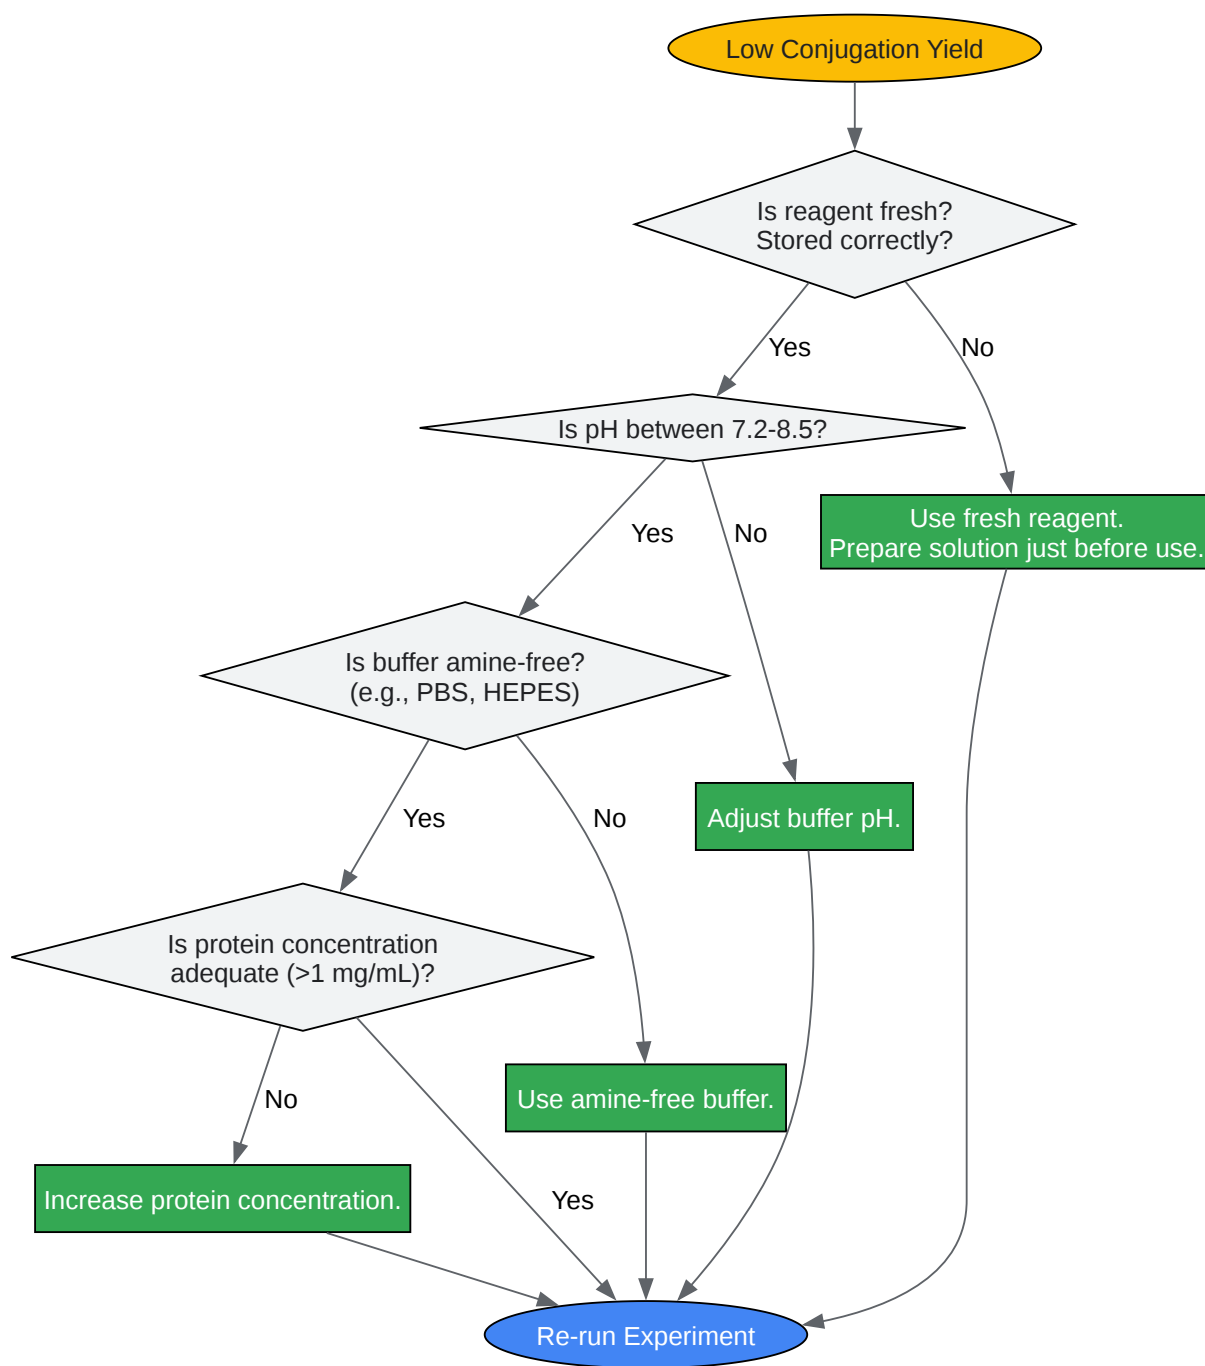 Low Conjugation Yield
Is reagent fresh?
Stored correctly?
Yes
No
Is pH between 7.2-8.5?
Use fresh reagent.
Prepare solution just before use.
Yes
No
Is buffer amine-free?
(e.g., PBS, HEPES)
Adjust buffer pH.
Yes
No
Is protein concentration
adequate (>1 mg/mL)?
Use amine-free buffer.
No
Yes
Increase protein concentration.
Re-run Experiment